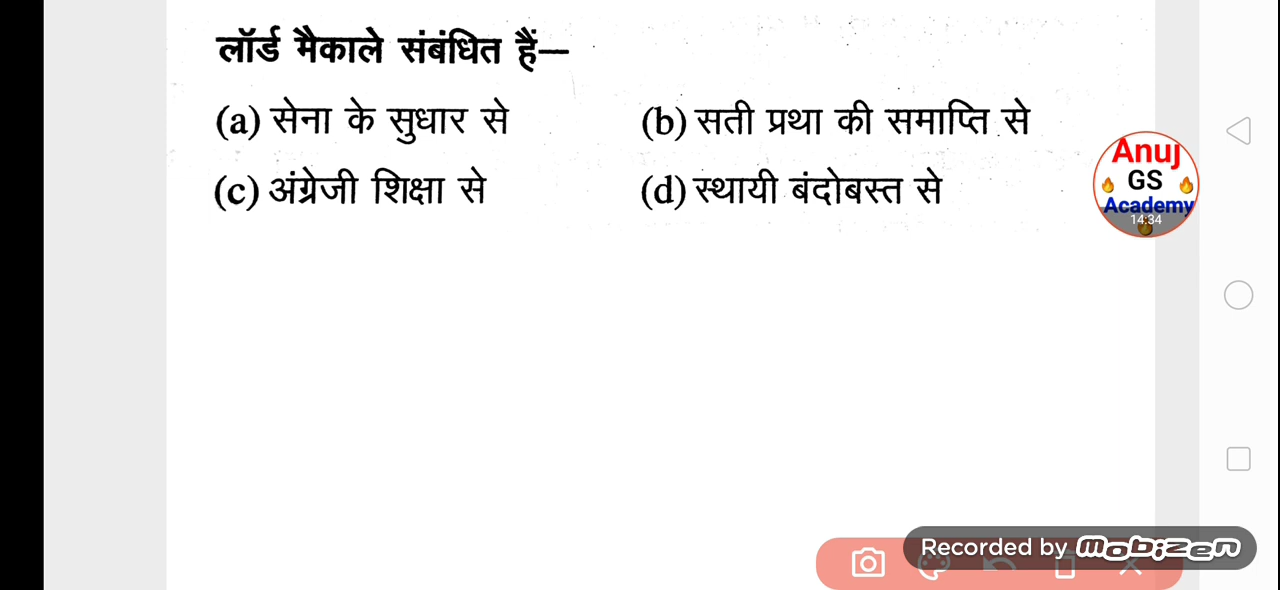 लॉर्ड मैकाले संबंधित हैं—
(a) सेना के सुधार से (b) सती प्रथा की समाप्ति से
(c) अंग्रेजी शिक्षा से (d) स्थायी बंदोबस्त से
Anuj
GS
Academy
14:34
Recorded by Mobizen